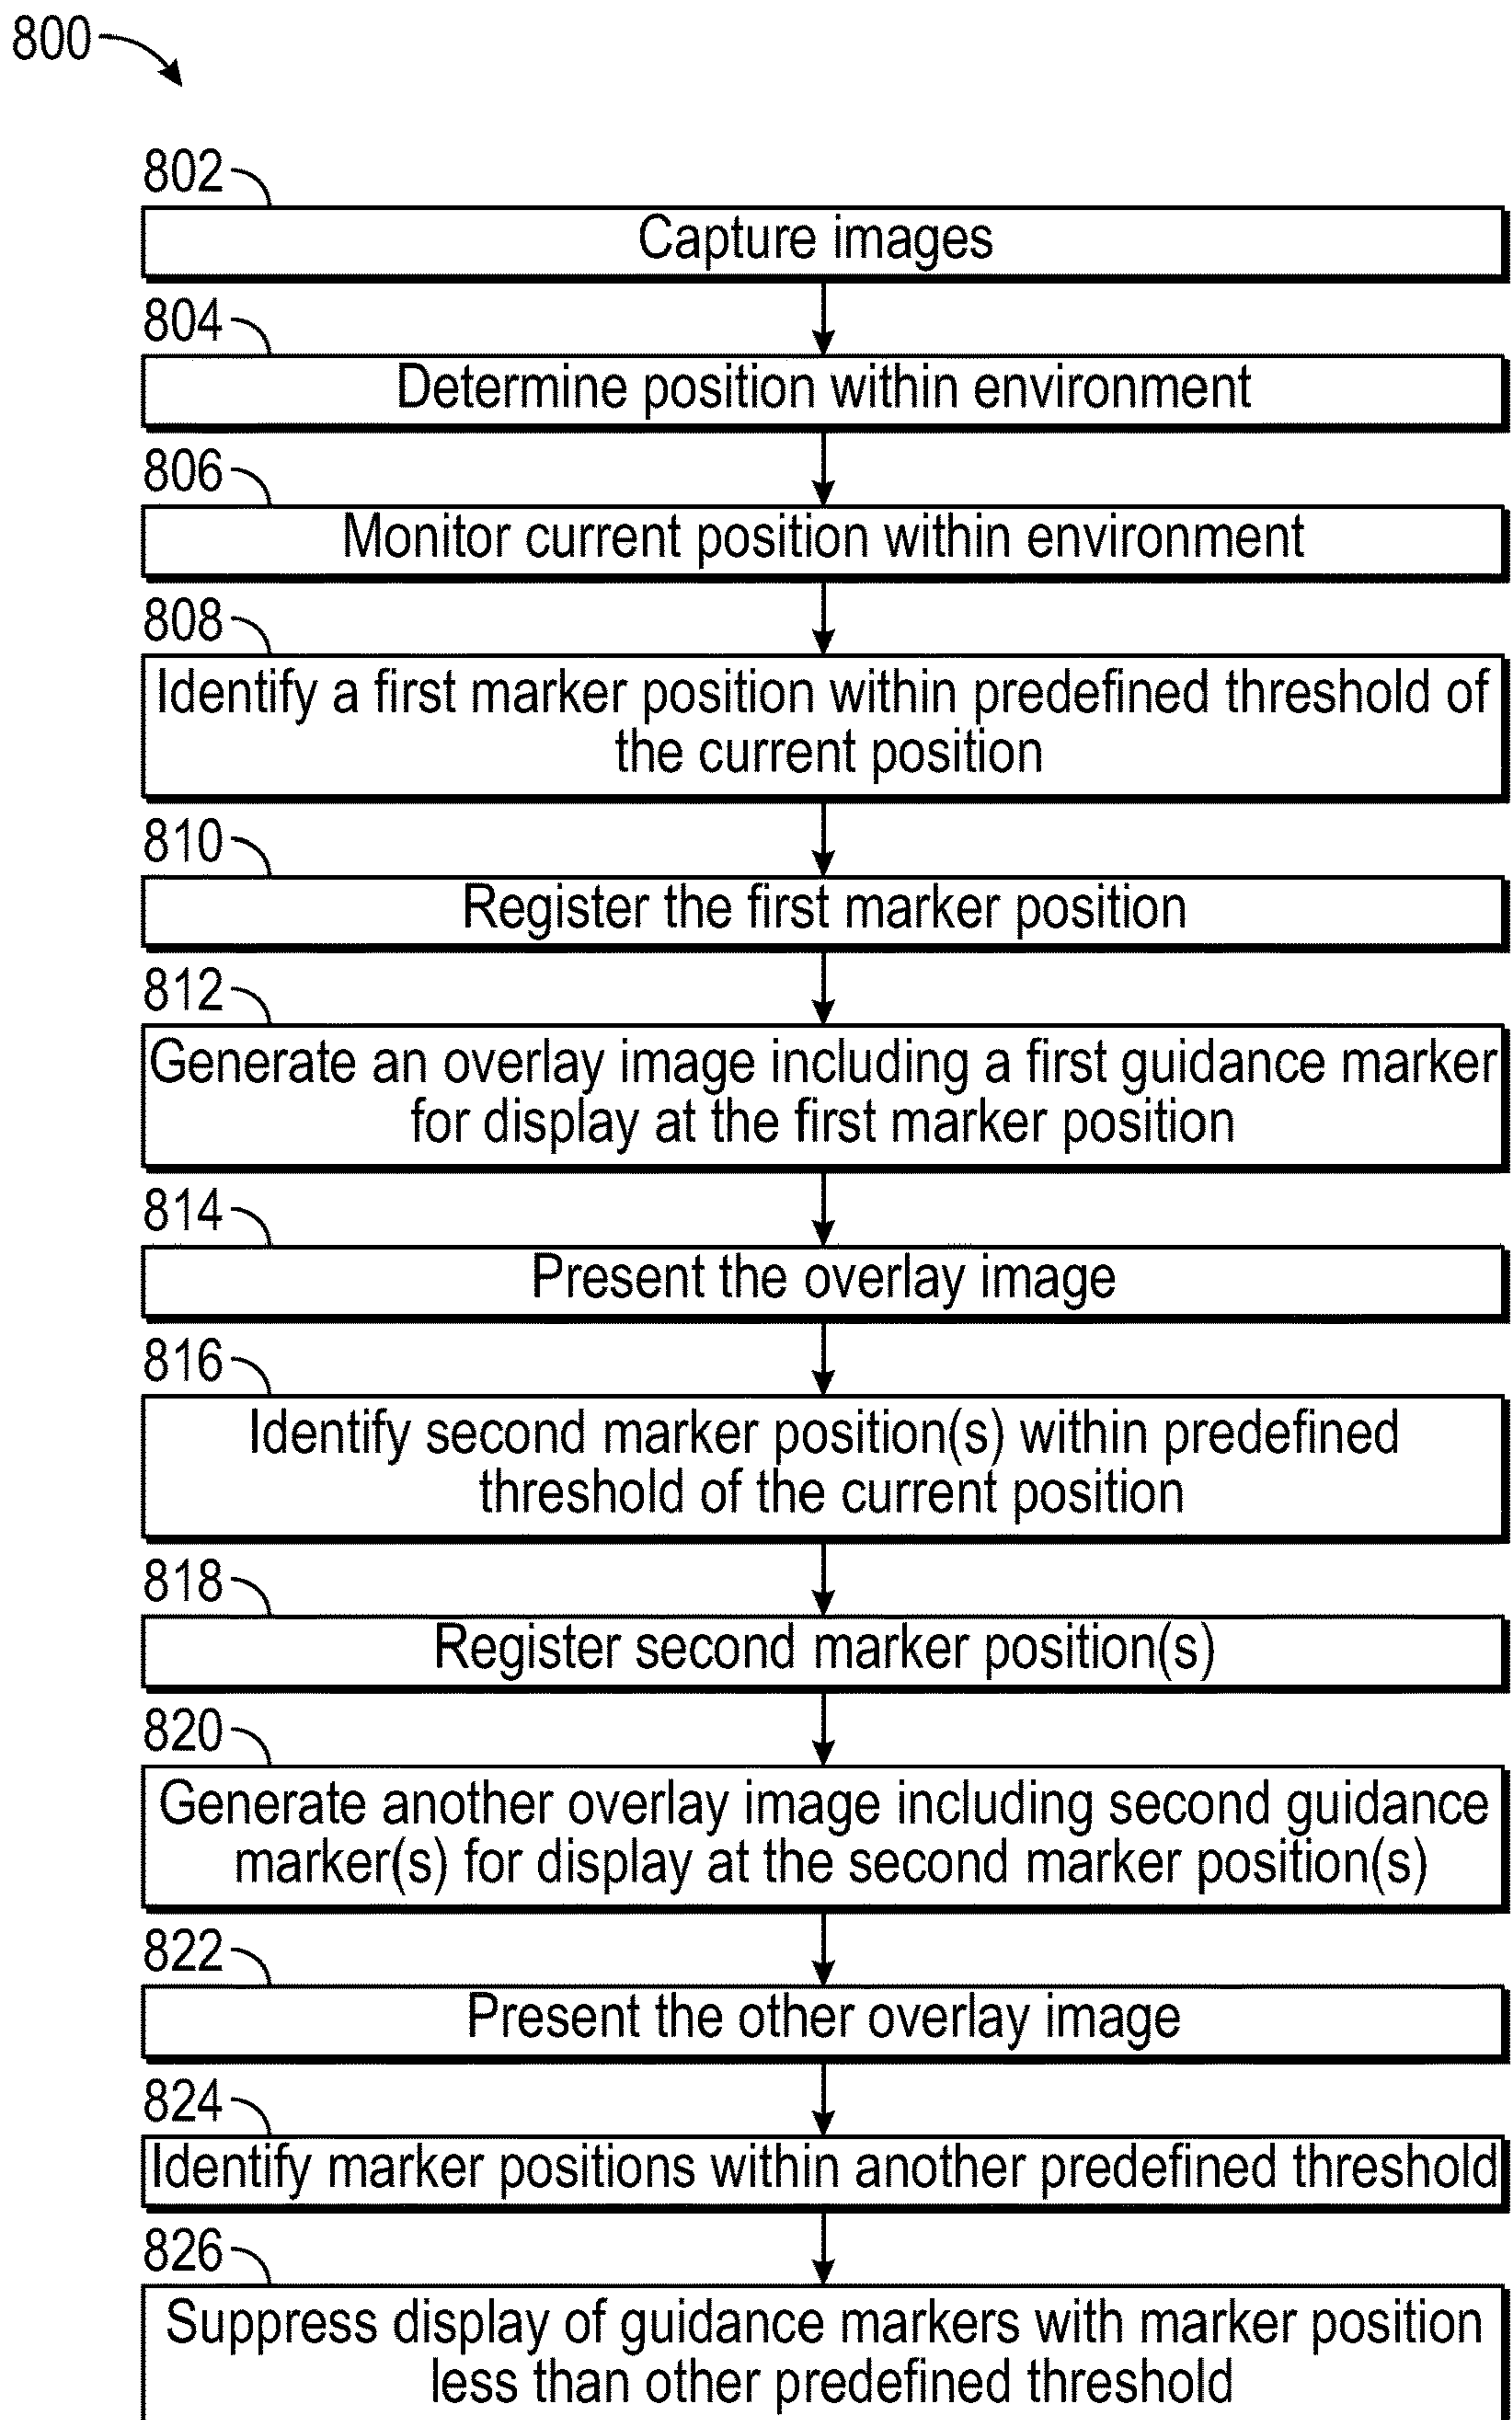 800
802
Capture images
804
Determine position within environment
806
Monitor current position within environment
808
Identify a first marker position within predefined threshold of
the current position
810
Register the first marker position
812
Generate an overlay image including a first guidance marker
for display at the first marker position
814
Present the overlay image
816
Identify second marker position(s) within predefined
threshold of the current position
818
Register second marker position(s)
820
Generate another overlay image including second guidance
marker(s) for display at the second marker position(s)
822
Present the other overlay image
824
Identify marker positions within another predefined threshold
826
Suppress display of guidance markers with marker position
less than other predefined threshold